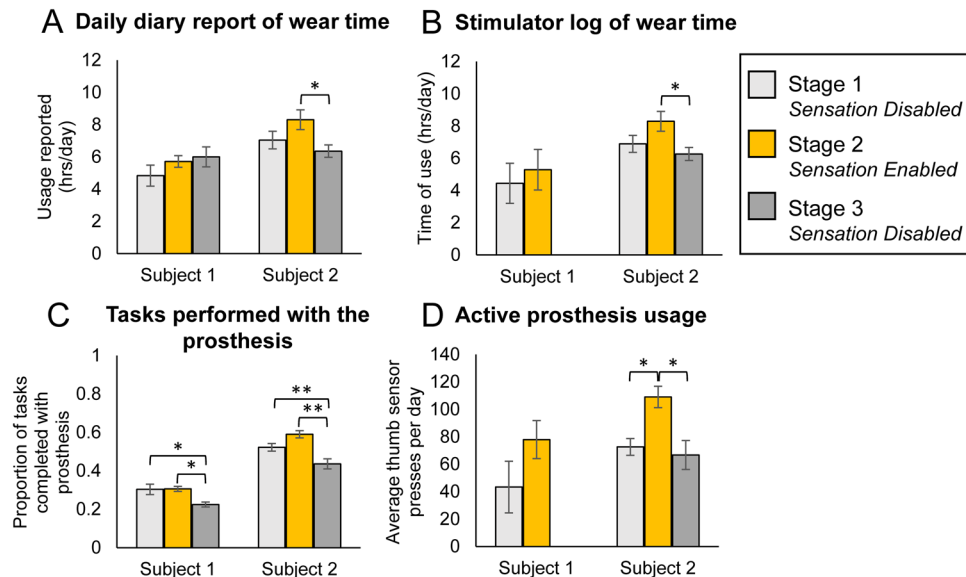 A Daily diary report of wear time
Usage reported
(hrs/day)
12
10
8
6
4
2
0
*
Subject 1
Subject 2
B Stimulator log of wear time
Time of use (hrs/day)
12
10
8
6
4
2
0
*
Subject 1
Subject 2
Stage 1
Sensation Disabled
Stage 2
Sensation Enabled
Stage 3
Sensation Disabled
C Tasks performed with the
prosthesis
Proportion of tasks
completed with
prosthesis
1
0.8
0.6
0.4
0.2
0
*
*
**
**
Subject 1
Subject 2
D Active prosthesis usage
Average thumb sensor
presses per day
140
120
100
80
60
40
20
0
* *
Subject 1
Subject 2